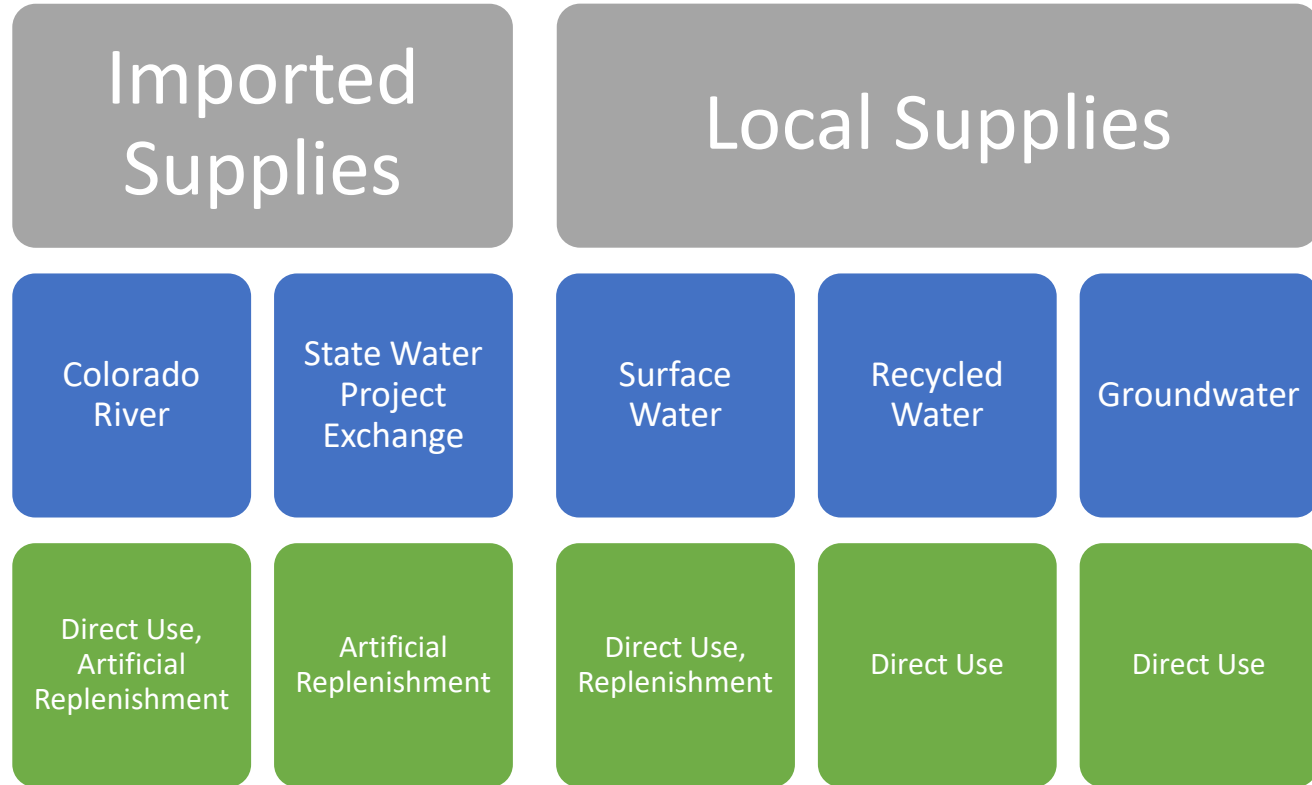 Imported
Supplies
Local Supplies
Colorado
River
State Water
Project
Exchange
Surface
Water
Recycled
Water
Groundwater
Direct Use,
Artificial
Replenishment
Artificial
Replenishment
Direct Use,
Replenishment
Direct Use
Direct Use